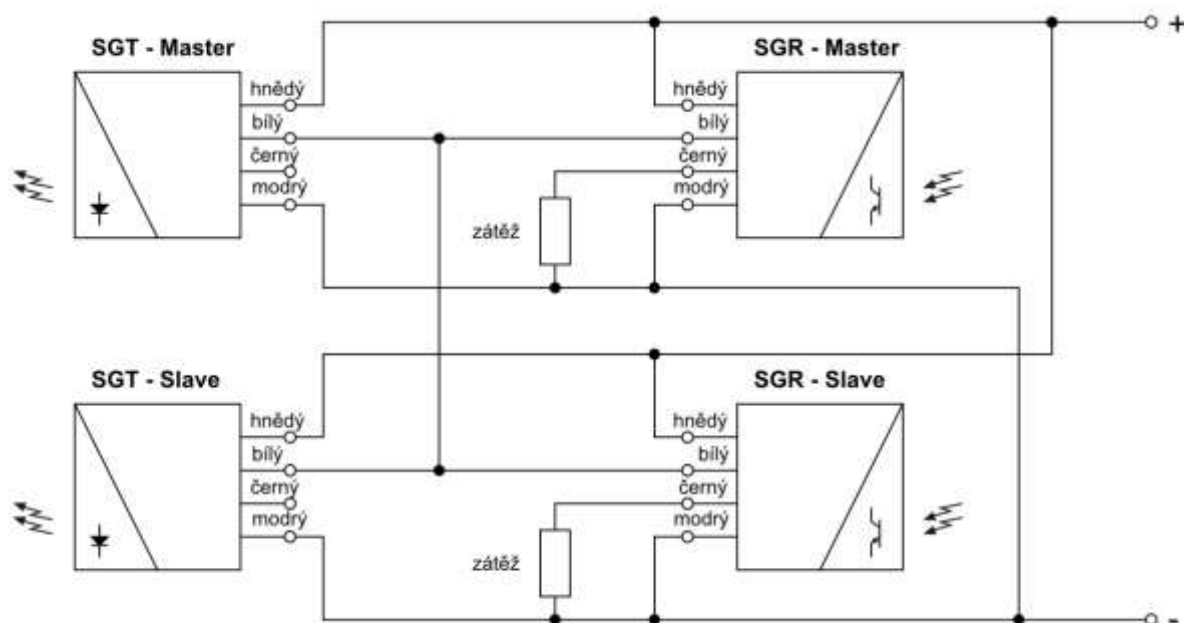 +
SGT - Master
SGR - Master
hnědý
bílý
černý
modrý
hnědý
bílý
černý
modrý
zátěž
SGT - Slave
SGR - Slave
hnědý
bílý
černý
modrý
hnědý
bílý
černý
modrý
zátěž
-